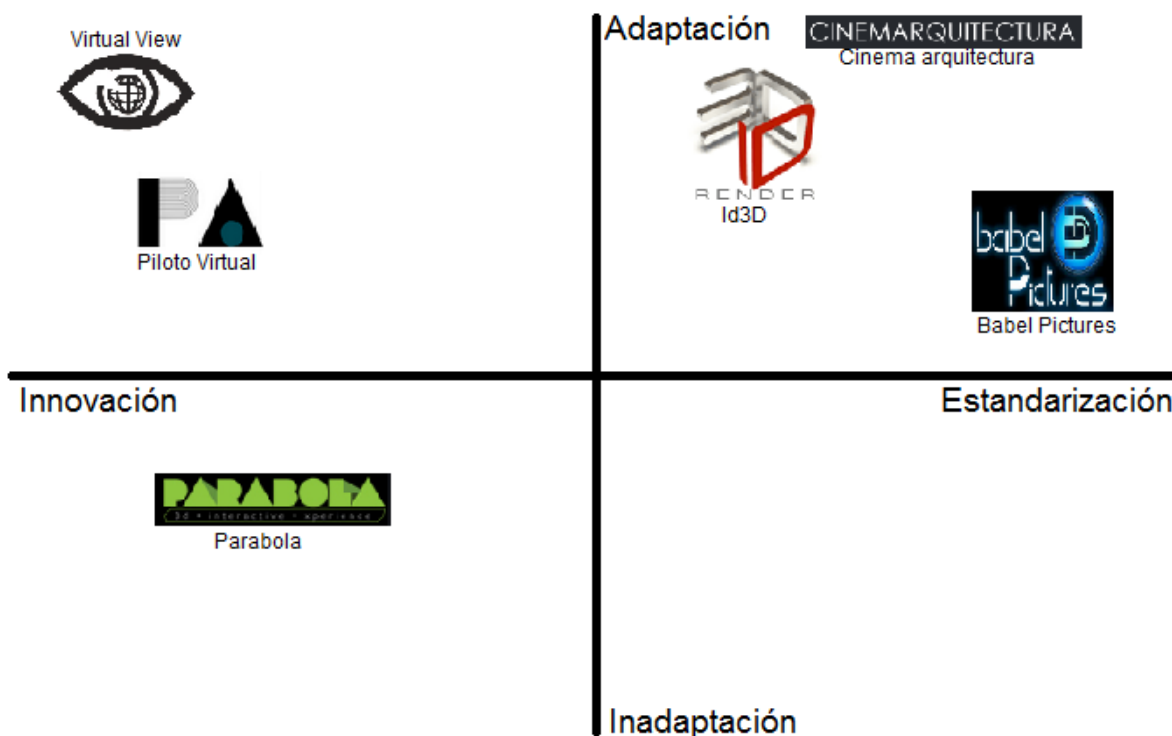 Virtual View
Adaptación
CINEMARQUITECTURA
Cinema arquitectura
RENDER
Id3D
PA
Piloto Virtual
babel
Pictures
Babel Pictures
Innovación
Estandarización
PARABOLA
3d • interactive • xperience
Parabola
Inadaptación